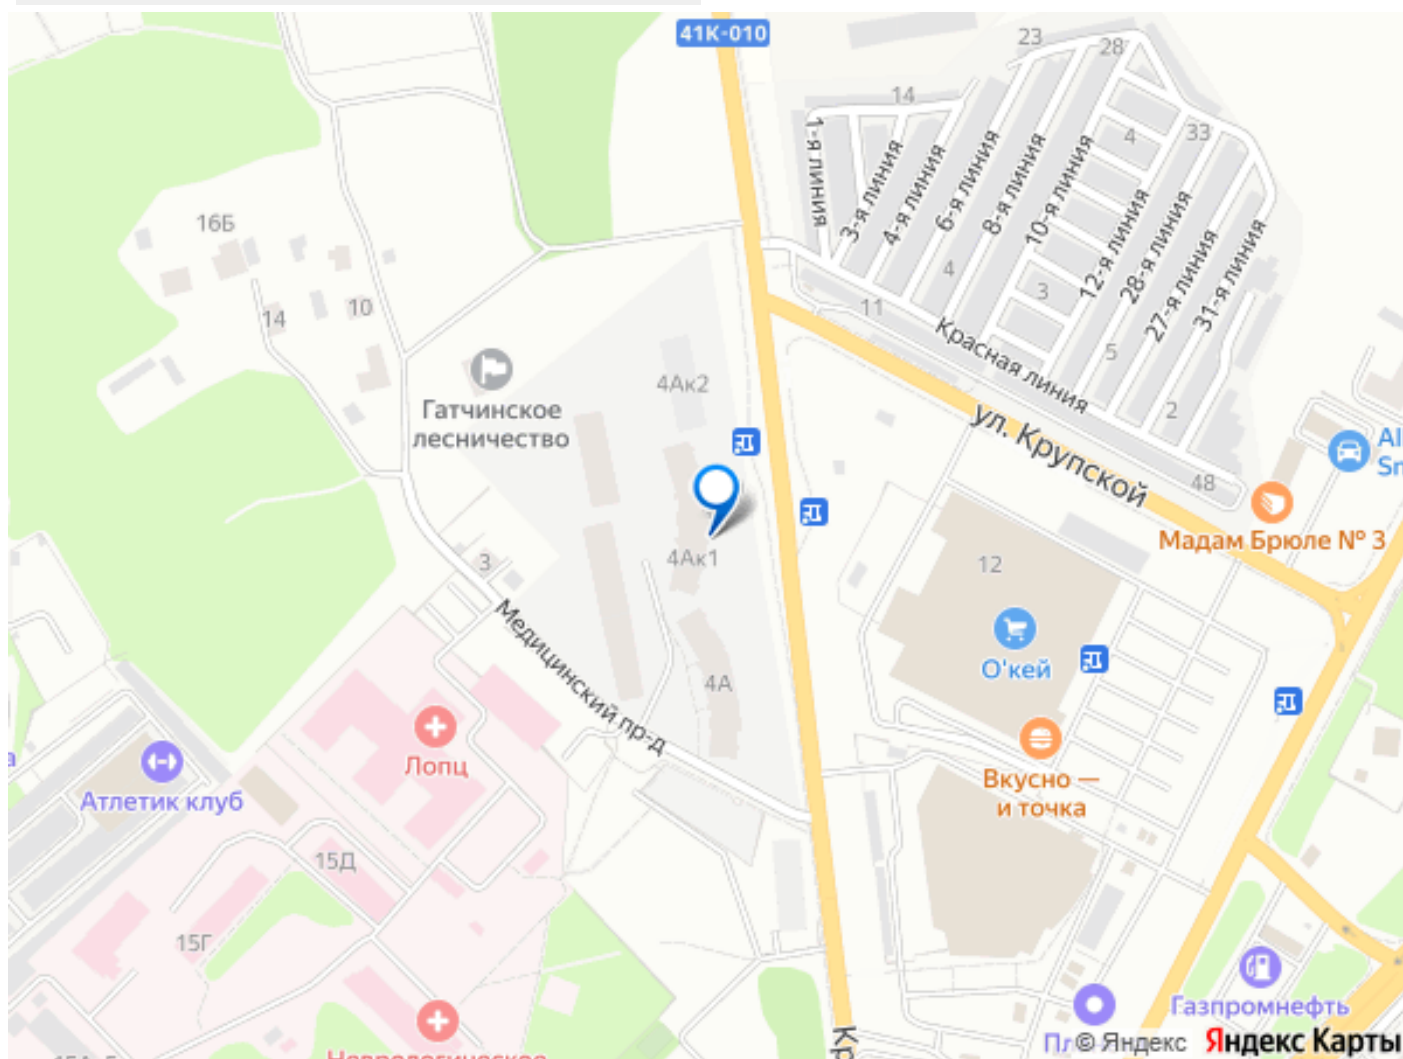 41К-010
23
28
14
33
4
1-я линия
3-я линия
4-я линия
6-я линия
8-я линия
10-я линия
12-я линия
28-я линия
27-я линия
31-я линия
16Б
4
3
11
10
14
5
2
48
Красная линия
ул. Крупской
4Ак2
Гатчинское
лесничество
Al
Мадам Брюле № 3
4Ак1
3
12
Медицинский пр-д
О'кей
4А
Лопц
Атлетик клуб
а
Вкусно —
и точка
15Д
15Г
Газпромнефть
Кр
© Яндекс
Яндекс Карты